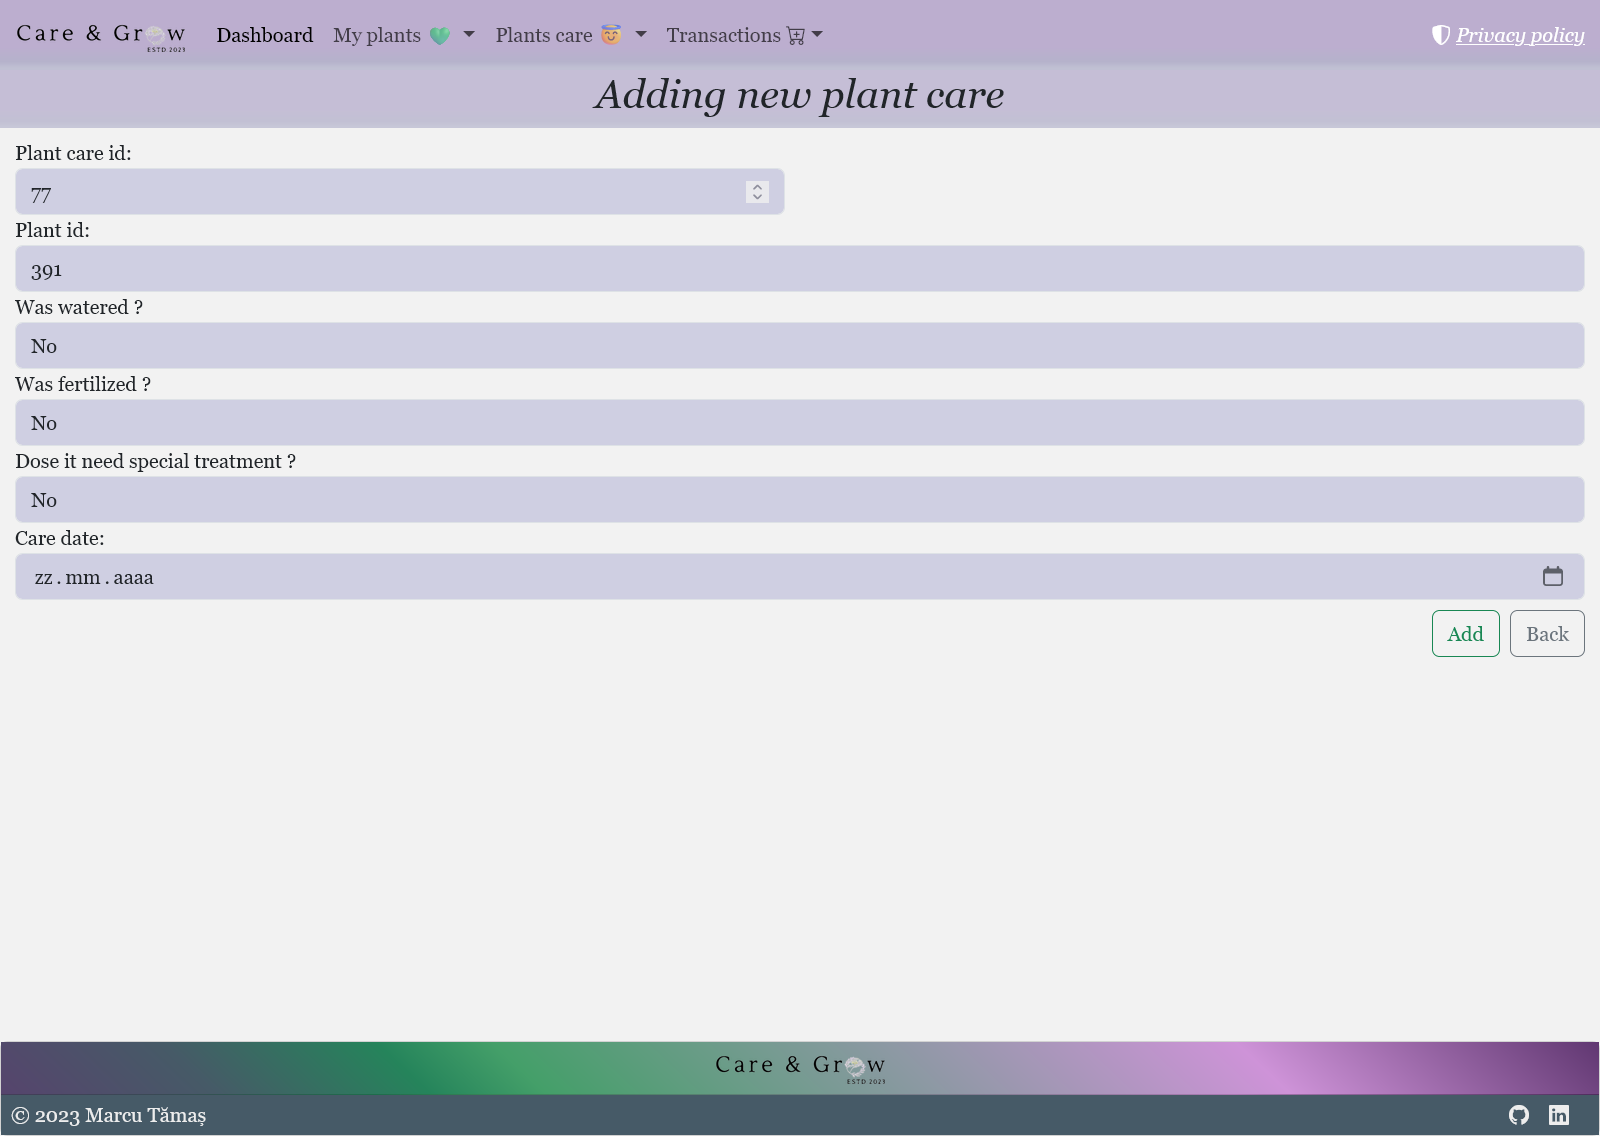 Care & Grow
ESTD 2023
Dashboard
My plants
Plants care
Transactions
Privacy policy
Adding new plant care
Plant care id:
77
Plant id:
391
Was watered ?
No
Was fertilized ?
No
Dose it need special treatment ?
No
Care date:
zz . mm . aaaa
Add
Back
Care & Grow
ESTD 2023
© 2023 Marcu Tămaș
in